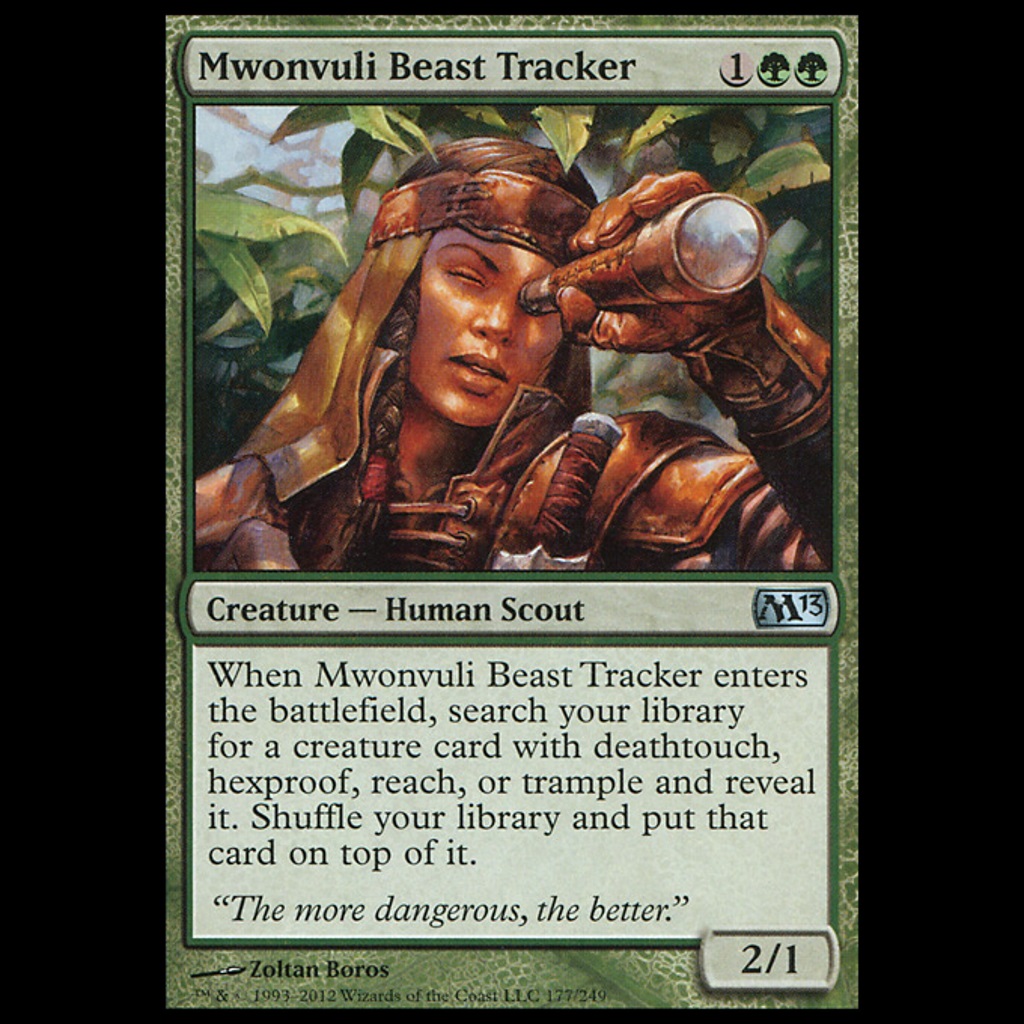 Mwonvuli Beast Tracker 1
Creature — Human Scout M13
When Mwonvuli Beast Tracker enters
the battlefield, search your library
for a creature card with deathtouch,
hexproof, reach, or trample and reveal
it. Shuffle your library and put that
card on top of it.
“The more dangerous, the better.”
2/1
Zoltan Boros
™ & © 1993–2012 Wizards of the Coast LLC 177/249